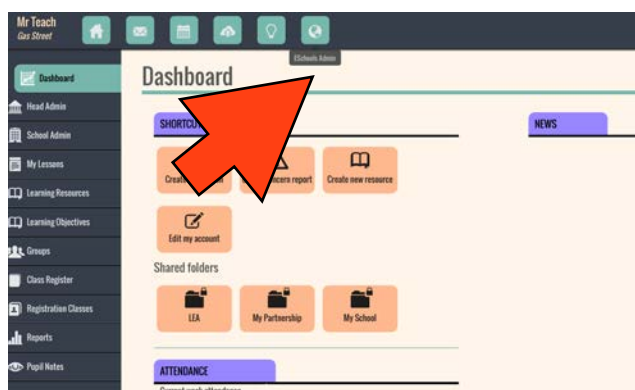 Mr Teach
Gas Street
ESchools Admin
Dashboard
Dashboard
Head Admin
School Admin
My Lessons
Learning Resources
Learning Objectives
Groups
Class Register
Registration Classes
Reports
Pupil Notes
SHORTCU
Create
ncern report
Create new resource
Edit my account
Shared folders
LEA
My Partnership
My School
ATTENDANCE
NEWS